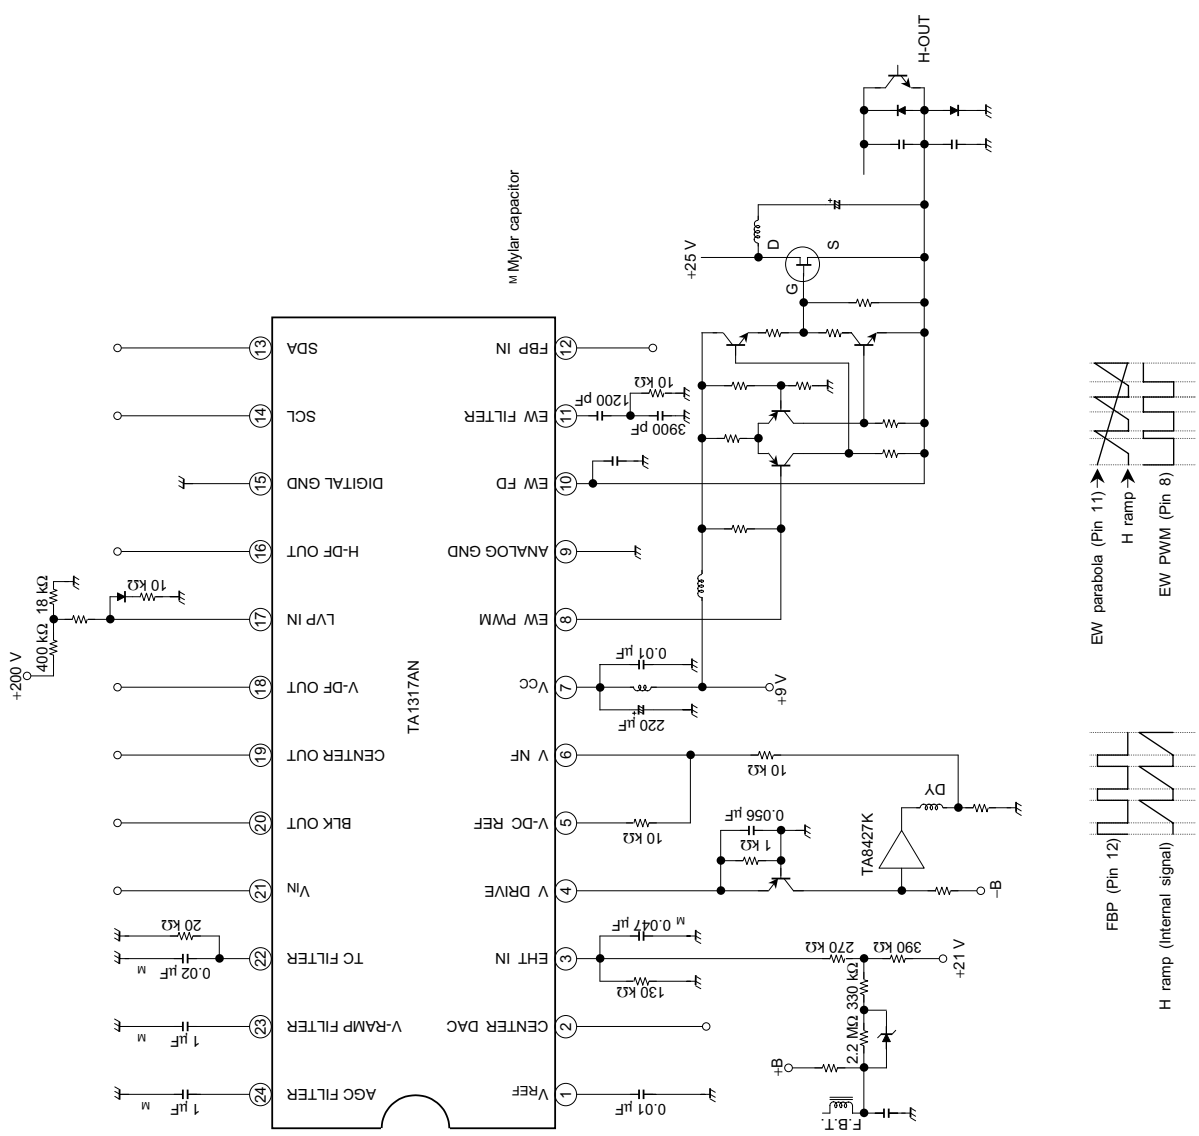 H-OUT
M Mylar capacitor
+25 V
D
S
G
13
SDA
FBP IN
12
14
SCL
EW FILTER
11
1200 pF
10 kΩ
3900 pF
15
DIGITAL GND
EW FD
10
16
H-DF OUT
ANALOG GND
9
+200 V
400 kΩ
18 kΩ
10 kΩ
17
LVP IN
EW PWM
8
18
V-DF OUT
TA1317AN
VCC
7
0.01 µF
220 µF
+9 V
19
CENTER OUT
V NF
6
10 kΩ
20
BLK OUT
V-DC REF
5
10 kΩ
21
VIN
V DRIVE
4
0.056 µF
1 kΩ
TA8427K
DY
−B
20 kΩ
M
0.02 µF
22
TC FILTER
EHT IN
3
M
0.047 µF
130 kΩ
270 kΩ
390 kΩ
+21 V
330 kΩ
2.2 MΩ
+B
F.B.T.
M
1 µF
23
V-RAMP FILTER
CENTER DAC
2
M
1 µF
24
AGC FILTER
VREF
1
0.01 µF
EW parabola (Pin 11)
H ramp
EW PWM (Pin 8)
FBP (Pin 12)
H ramp (Internal signal)